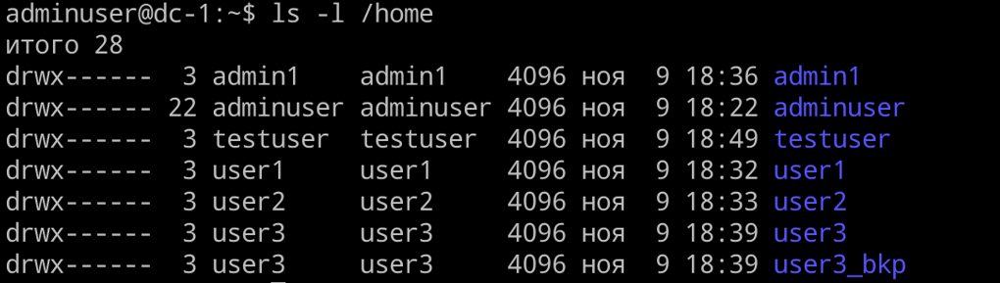 adminuser@dc-1:~$ ls -l /home
итого 28
drwx------  3 admin1    admin1    4096 ноя  9 18:36 admin1
drwx------ 22 adminuser adminuser 4096 ноя  9 18:22 adminuser
drwx------  3 testuser  testuser  4096 ноя  9 18:49 testuser
drwx------  3 user1     user1     4096 ноя  9 18:32 user1
drwx------  3 user2     user2     4096 ноя  9 18:33 user2
drwx------  3 user3     user3     4096 ноя  9 18:39 user3
drwx------  3 user3     user3     4096 ноя  9 18:39 user3_bkp